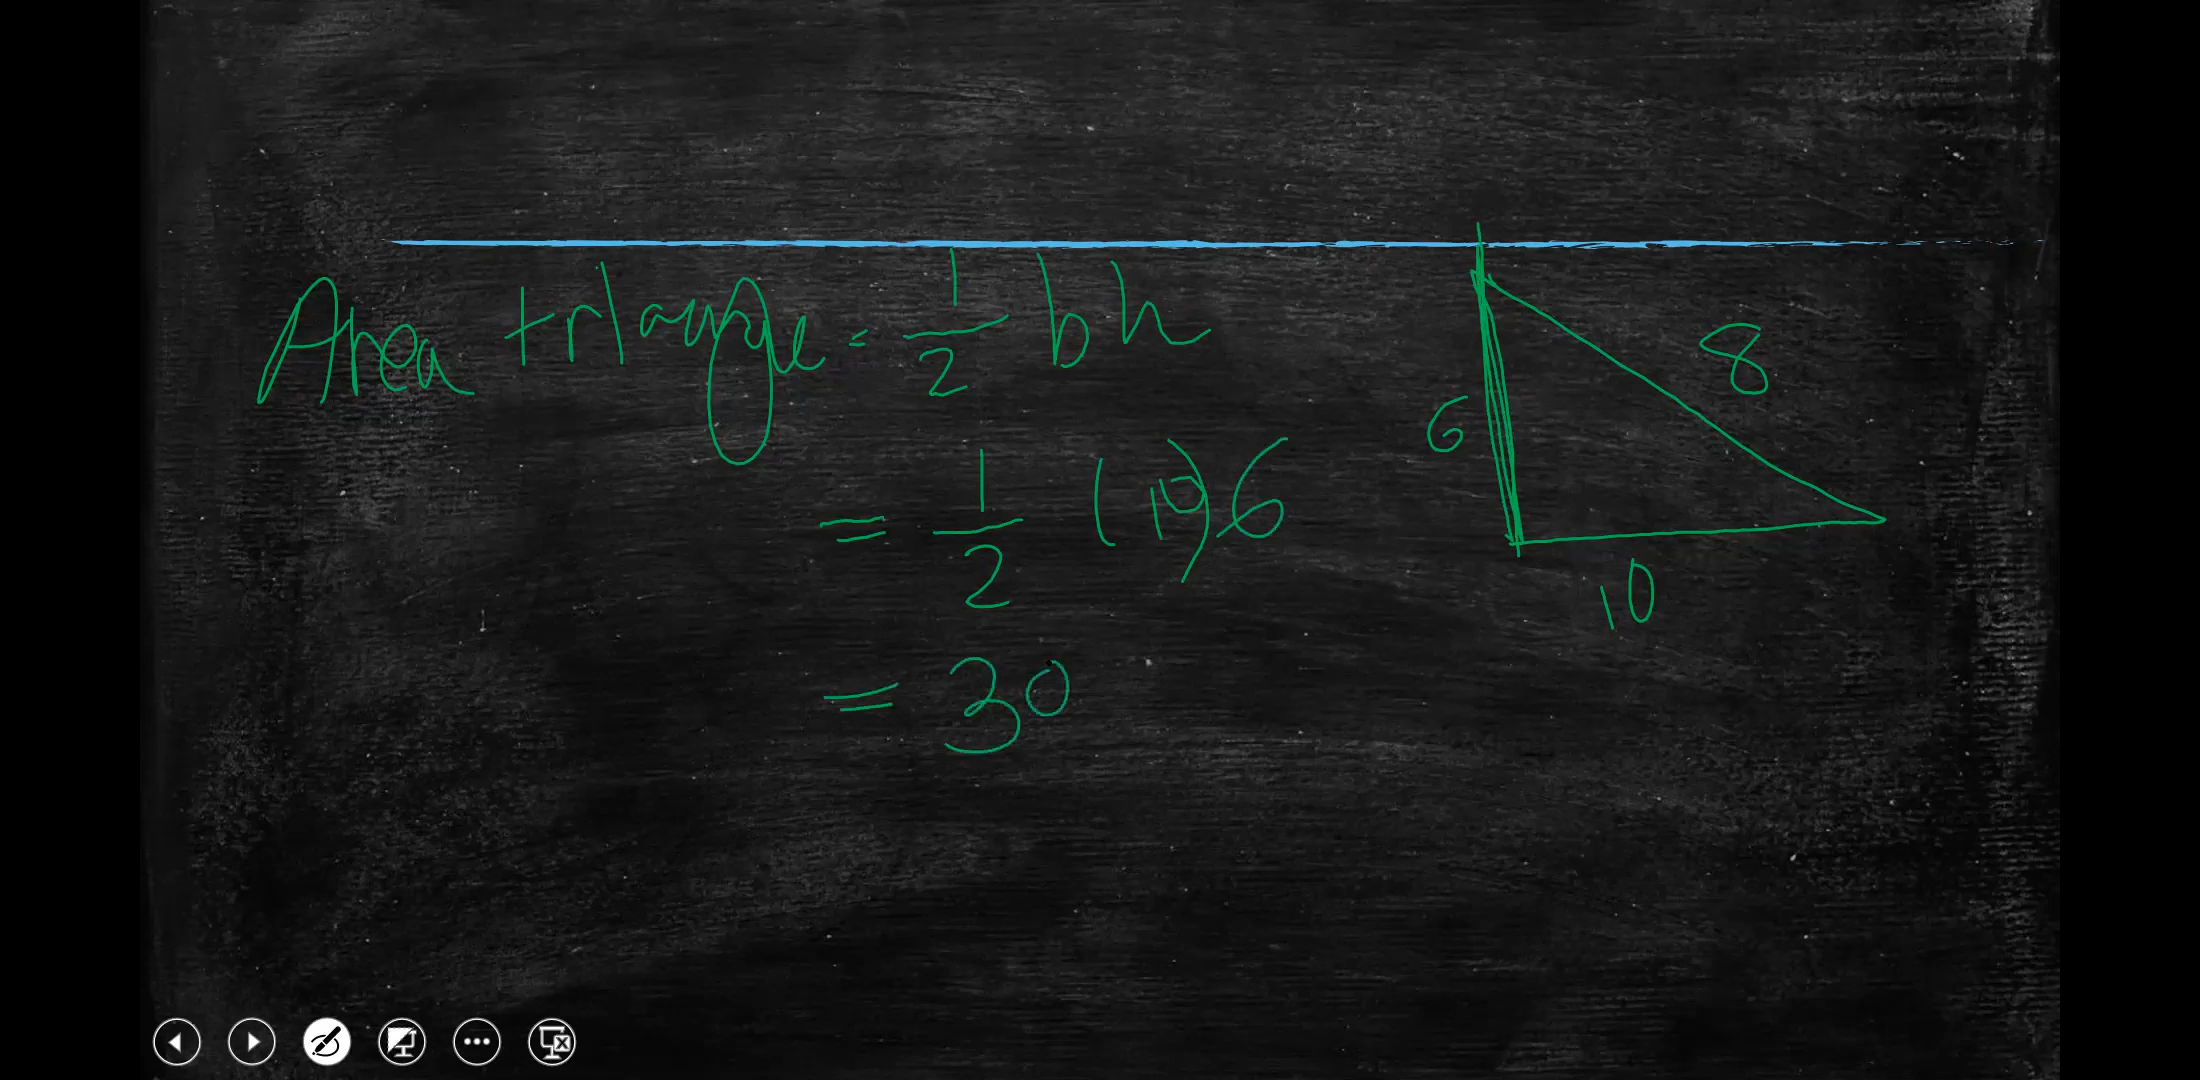 Area triangle = 1/2 bh
= 1/2 (10) 6
= 30
8
6
10